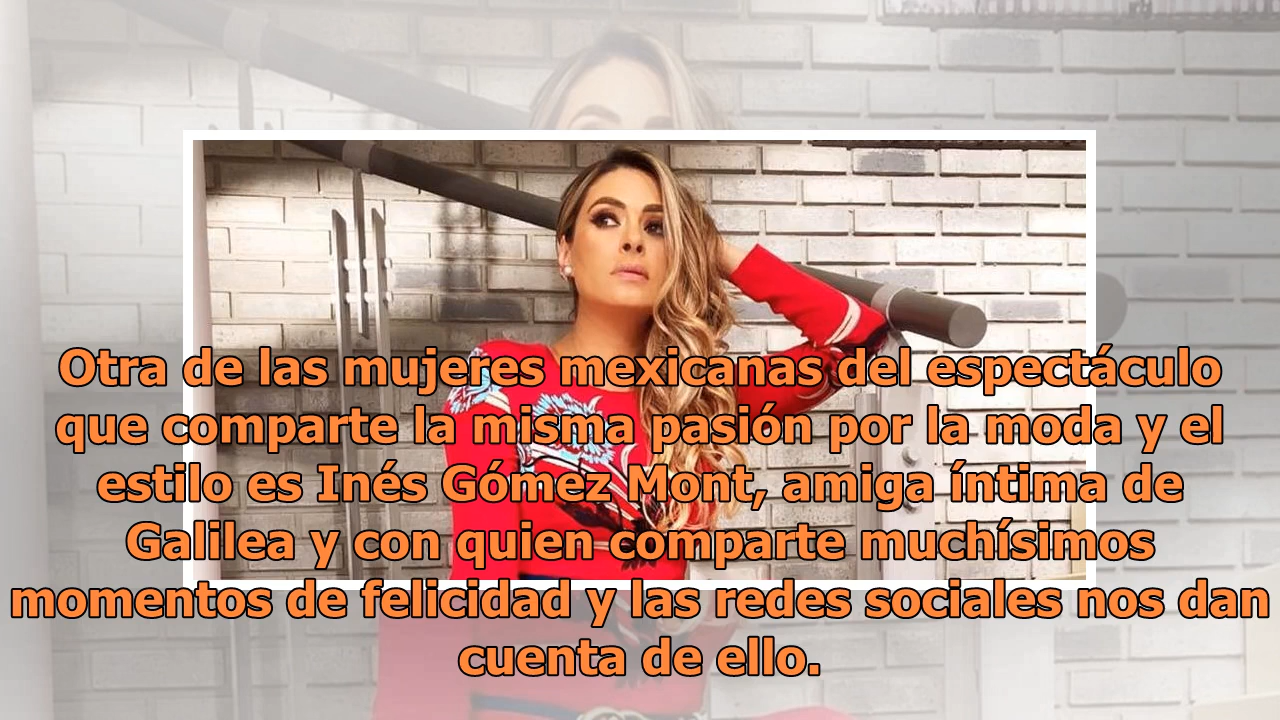 Otra de las mujeres mexicanas del espectáculo
que comparte la misma pasión por la moda y el
estilo es Inés Gómez Mont, amiga íntima de
Galilea y con quien comparte muchísimos
momentos de felicidad y las redes sociales nos dan
cuenta de ello.